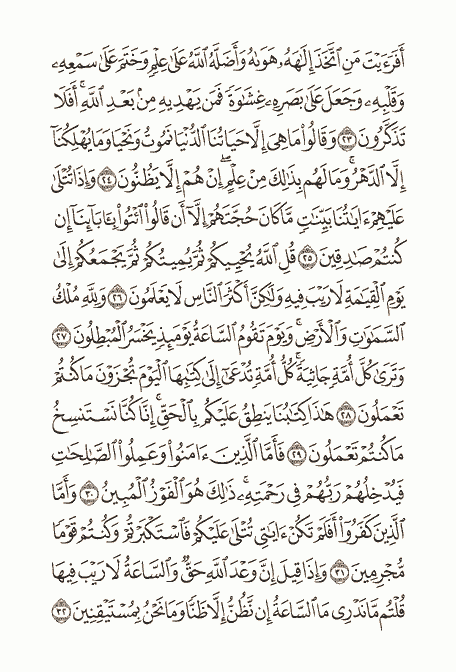 أَفَرَءَيْتَ مَنِ ٱتَّخَذَ إِلَٰهَهُۥ هَوَىٰهُ وَأَضَلَّهُ ٱللَّهُ عَلَىٰ عِلْمٍ وَخَتَمَ عَلَىٰ سَمْعِهِۦ
وَقَلْبِهِۦ وَجَعَلَ عَلَىٰ بَصَرِهِۦ غِشَٰوَةً فَمَن يَهْدِيهِ مِنۢ بَعْدِ ٱللَّهِ ۚ أَفَلَا
تَذَكَّرُونَ ٢٣ وَقَالُوا۟ مَا هِىَ إِلَّا حَيَاتُنَا ٱلدُّنْيَا نَمُوتُ وَنَحْيَا وَمَا يُهْلِكُنَآ
إِلَّا ٱلدَّهْرُ ۚ وَمَا لَهُم بِذَٰلِكَ مِنْ عِلْمٍ ۖ إِنْ هُمْ إِلَّا يَظُنُّونَ ٢٤ وَإِذَا تُتْلَىٰ
عَلَيْهِمْ ءَايَٰتُنَا بَيِّنَٰتٍ مَّا كَانَ حُجَّتَهُمْ إِلَّآ أَن قَالُوا۟ ٱئْتُوا۟ بِـَٔابَآئِنَآ إِن
كُنتُمْ صَٰدِقِينَ ٢٥ قُلِ ٱللَّهُ يُحْيِيكُمْ ثُمَّ يُمِيتُكُمْ ثُمَّ يَجْمَعُكُمْ إِلَىٰ
يَوْمِ ٱلْقِيَٰمَةِ لَا رَيْبَ فِيهِ وَلَٰكِنَّ أَكْثَرَ ٱلنَّاسِ لَا يَعْلَمُونَ ٢٦ وَلِلَّهِ مُلْكُ
ٱلسَّمَٰوَٰتِ وَٱلْأَرْضِ ۚ وَيَوْمَ تَقُومُ ٱلسَّاعَةُ يَوْمَئِذٍ يَخْسَرُ ٱلْمُبْطِلُونَ ٢٧
وَتَرَىٰ كُلَّ أُمَّةٍ جَاثِيَةً ۚ كُلُّ أُمَّةٍ تُدْعَىٰٓ إِلَىٰ كِتَٰبِهَا ٱلْيَوْمَ تُجْزَوْنَ مَا كُنتُمْ
تَعْمَلُونَ ٢٨ هَٰذَا كِتَٰبُنَا يَنطِقُ عَلَيْكُم بِٱلْحَقِّ ۚ إِنَّا كُنَّا نَسْتَنسِخُ
مَا كُنتُمْ تَعْمَلُونَ ٢٩ فَأَمَّا ٱلَّذِينَ ءَامَنُوا۟ وَعَمِلُوا۟ ٱلصَّٰلِحَٰتِ
فَيُدْخِلُهُمْ رَبُّهُمْ فِى رَحْمَتِهِۦ ۚ ذَٰلِكَ هُوَ ٱلْفَوْزُ ٱلْمُبِينُ ٣٠ وَأَمَّا
ٱلَّذِينَ كَفَرُوٓا۟ أَفَلَمْ تَكُنْ ءَايَٰتِى تُتْلَىٰ عَلَيْكُمْ فَٱسْتَكْبَرْتُمْ وَكُنتُمْ قَوْمًا
مُّجْرِمِينَ ٣١ وَإِذَا قِيلَ إِنَّ وَعْدَ ٱللَّهِ حَقٌّ وَٱلسَّاعَةُ لَا رَيْبَ فِيهَا
قُلْتُم مَّا نَدْرِى مَا ٱلسَّاعَةُ إِن نَّظُنُّ إِلَّا ظَنًّا وَمَا نَحْنُ بِمُسْتَيْقِنِينَ ٣٢